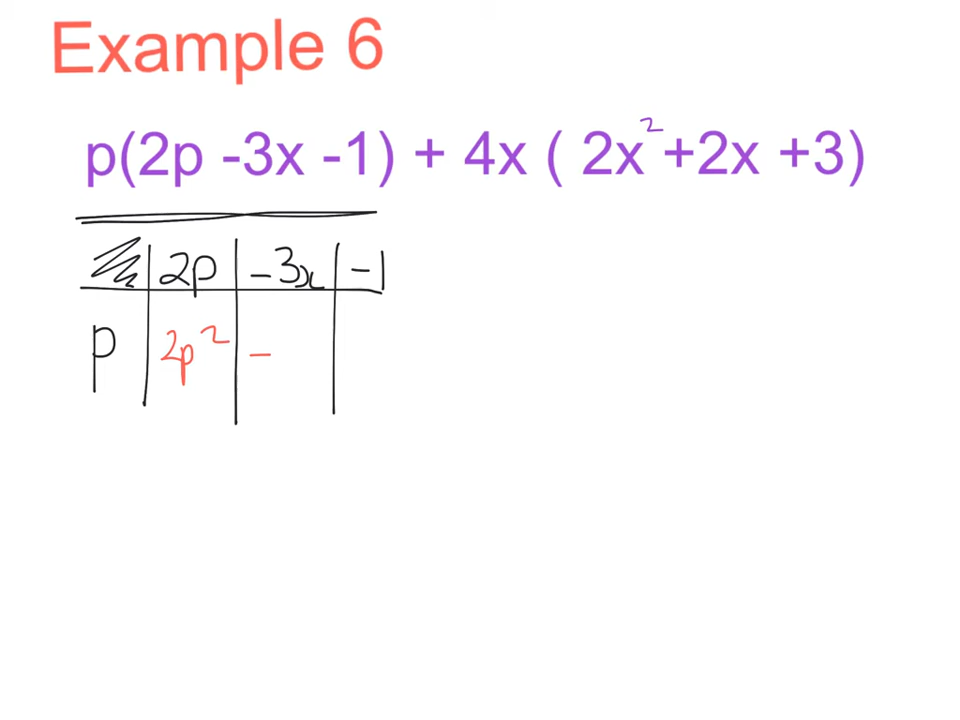 Example 6
p(2p -3x -1) + 4x ( 2x²+2x +3)
2p -3x -1
p 2p² -